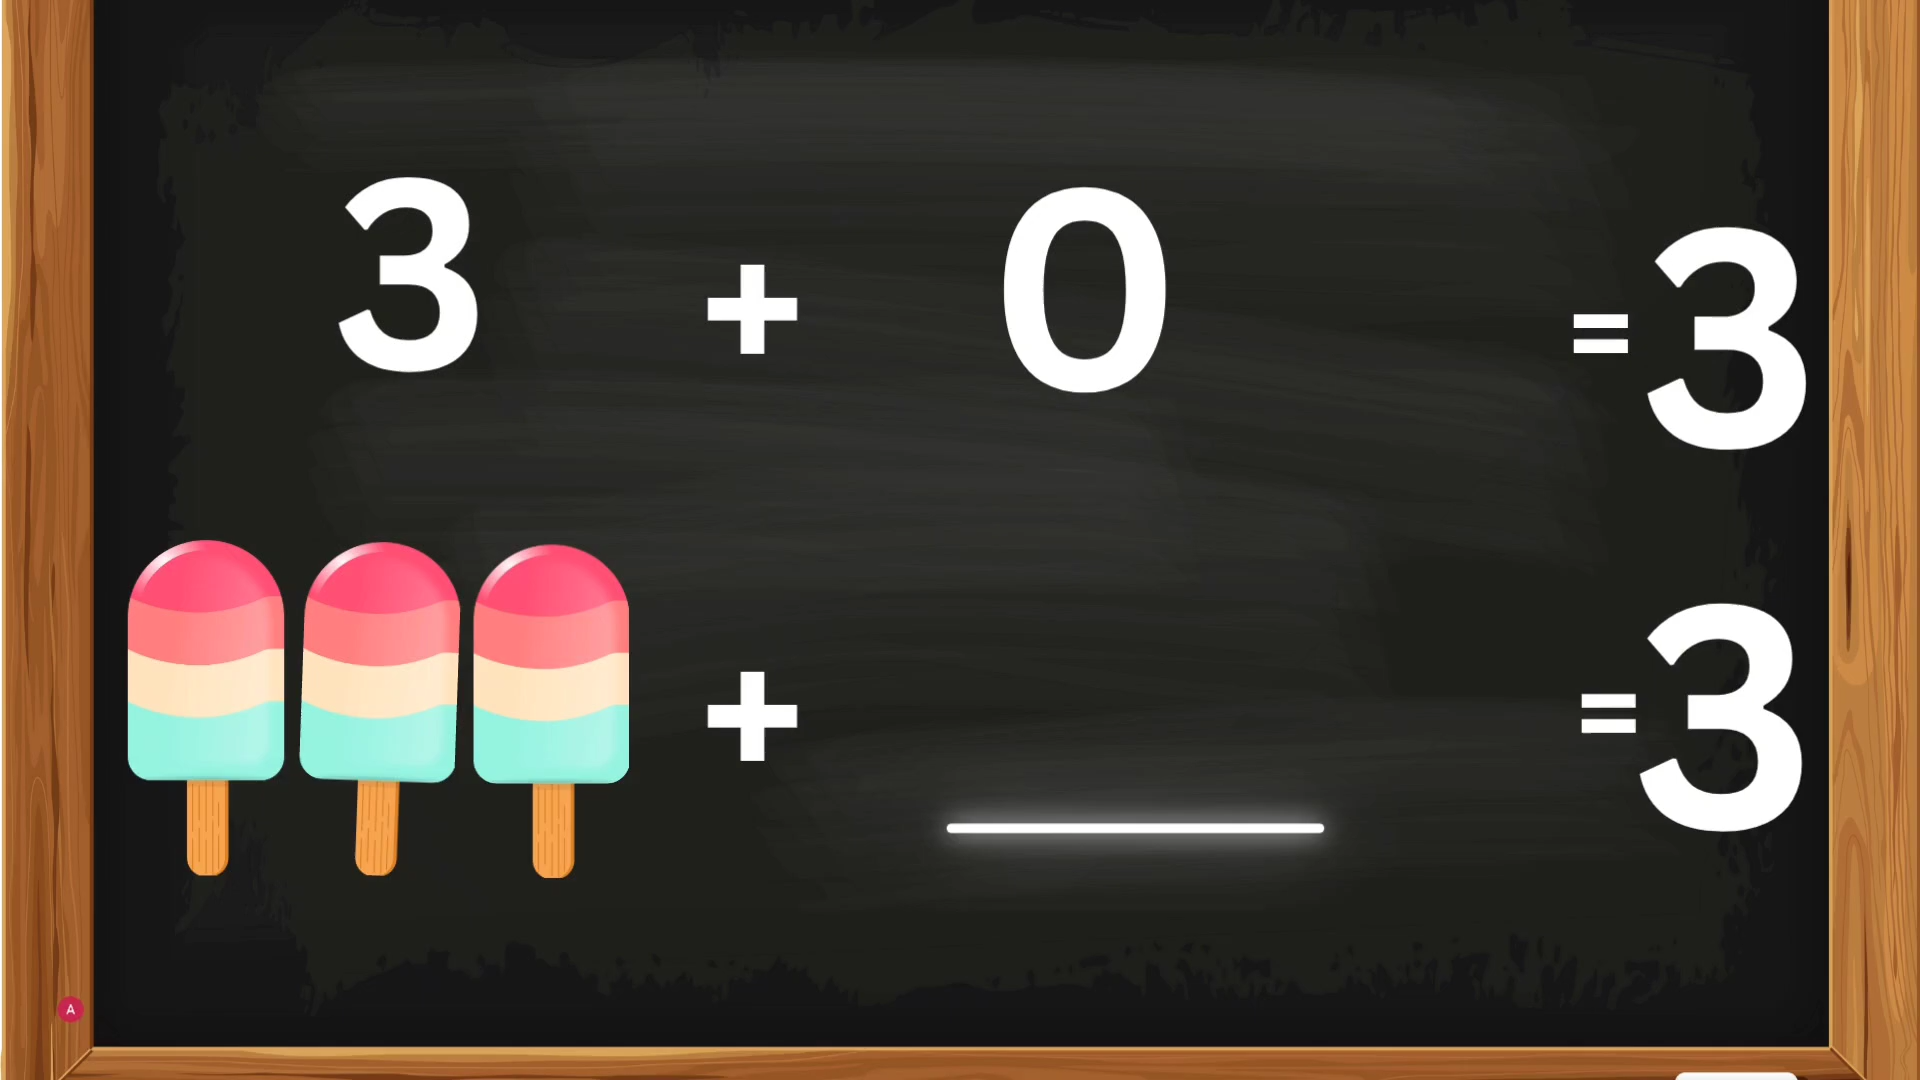 3 + 0 = 3
+ = 3
A